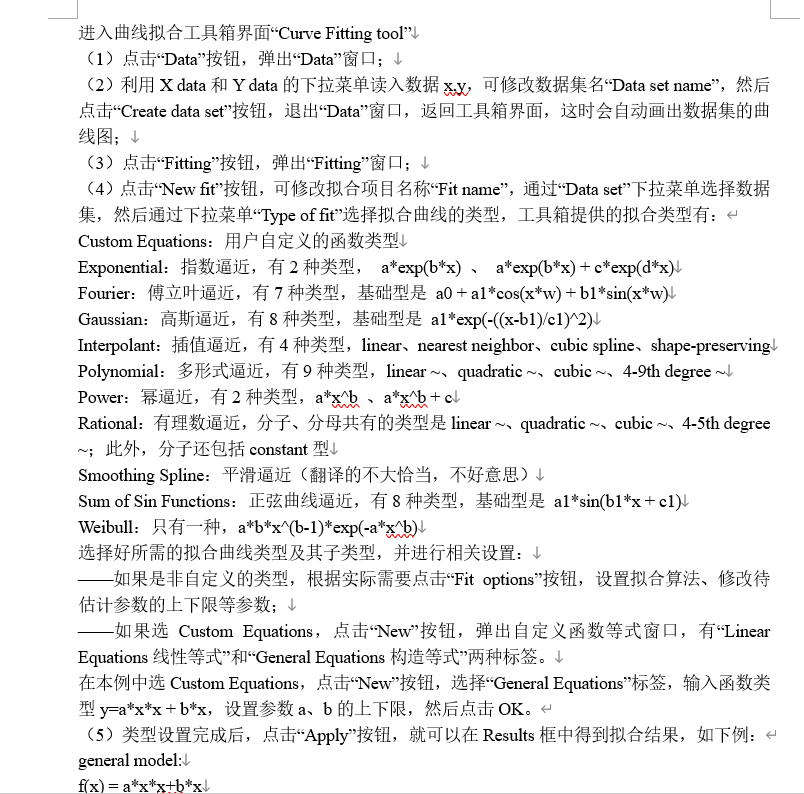 进入曲线拟合工具箱界面“Curve Fitting tool”↓
（1）点击“Data”按钮，弹出“Data”窗口；↓
（2）利用 X data 和 Y data 的下拉菜单读入数据 x,y，可修改数据集名“Data set name”，然后
点击“Create data set”按钮，退出“Data”窗口，返回工具箱界面，这时会自动画出数据集的曲
线图；↓
（3）点击“Fitting”按钮，弹出“Fitting”窗口；↓
（4）点击“New fit”按钮，可修改拟合项目名称“Fit name”，通过“Data set”下拉菜单选择数据
集，然后通过下拉菜单“Type of fit”选择拟合曲线的类型，工具箱提供的拟合类型有：↵
Custom Equations：用户自定义的函数类型↓
Exponential：指数逼近，有 2 种类型， a*exp(b*x) 、 a*exp(b*x) + c*exp(d*x)↓
Fourier：傅立叶逼近，有 7 种类型，基础型是 a0 + a1*cos(x*w) + b1*sin(x*w)↓
Gaussian：高斯逼近，有 8 种类型，基础型是 a1*exp(-((x-b1)/c1)^2)↓
Interpolant：插值逼近，有 4 种类型，linear、nearest neighbor、cubic spline、shape-preserving↓
Polynomial：多形式逼近，有 9 种类型，linear ~、quadratic ~、cubic ~、4-9th degree ~↓
Power：幂逼近，有 2 种类型，a*x^b 、a*x^b + c↓
Rational：有理数逼近，分子、分母共有的类型是 linear ~、quadratic ~、cubic ~、4-5th degree
~；此外，分子还包括 constant 型↓
Smoothing Spline：平滑逼近（翻译的不大恰当，不好意思）↓
Sum of Sin Functions：正弦曲线逼近，有 8 种类型，基础型是 a1*sin(b1*x + c1)↓
Weibull：只有一种，a*b*x^(b-1)*exp(-a*x^b)↓
选择好所需的拟合曲线类型及其子类型，并进行相关设置：↓
——如果是非自定义的类型，根据实际需要点击“Fit options”按钮，设置拟合算法、修改待
估计参数的上下限等参数；↓
——如果选 Custom Equations，点击“New”按钮，弹出自定义函数等式窗口，有“Linear
Equations 线性等式”和“General Equations 构造等式”两种标签。↓
在本例中选 Custom Equations，点击“New”按钮，选择“General Equations”标签，输入函数类
型 y=a*x*x + b*x，设置参数 a、b 的上下限，然后点击 OK。↵
（5）类型设置完成后，点击“Apply”按钮，就可以在 Results 框中得到拟合结果，如下例：↵
general model:↓
f(x) = a*x*x+b*x↓